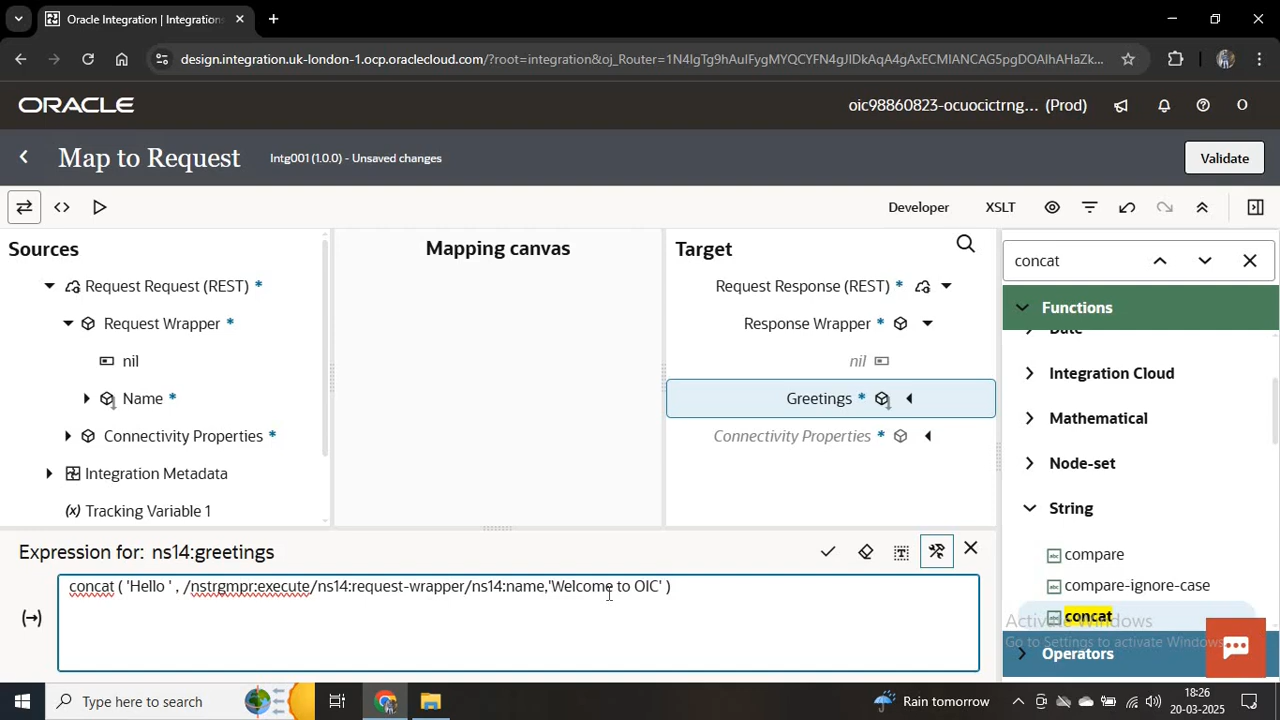 Oracle Integration | Integrations
design.integration.uk-london-1.ocp.oraclecloud.com/?root=integration&oj_Router=1N4IgTg9hAuIFygMYQCYFN4gJIDkAqA4gAxECMIANCAG5pDOAIahHaZKc...
ORACLE
oic98860823-ocuocictrng... (Prod)
O
Map to Request
Intg001 (1.0.0) - Unsaved changes
Validate
Developer
XSLT
Sources
Mapping canvas
Target
concat
Request Request (REST) *
Request Response (REST) *
Functions
Request Wrapper *
Response Wrapper *
Date
nil
nil
Integration Cloud
Name *
Greetings *
Mathematical
Connectivity Properties *
Connectivity Properties *
Node-set
Integration Metadata
String
(x) Tracking Variable 1
compare
Expression for: ns14:greetings
compare-ignore-case
concat ( 'Hello ' , /nstrgmpr:execute/ns14:request-wrapper/ns14:name,'Welcome to OIC' )
concat
Activate Windows
Go to Settings to activate Windows.
Operators
Type here to search
Rain tomorrow
18:26
20-03-2025